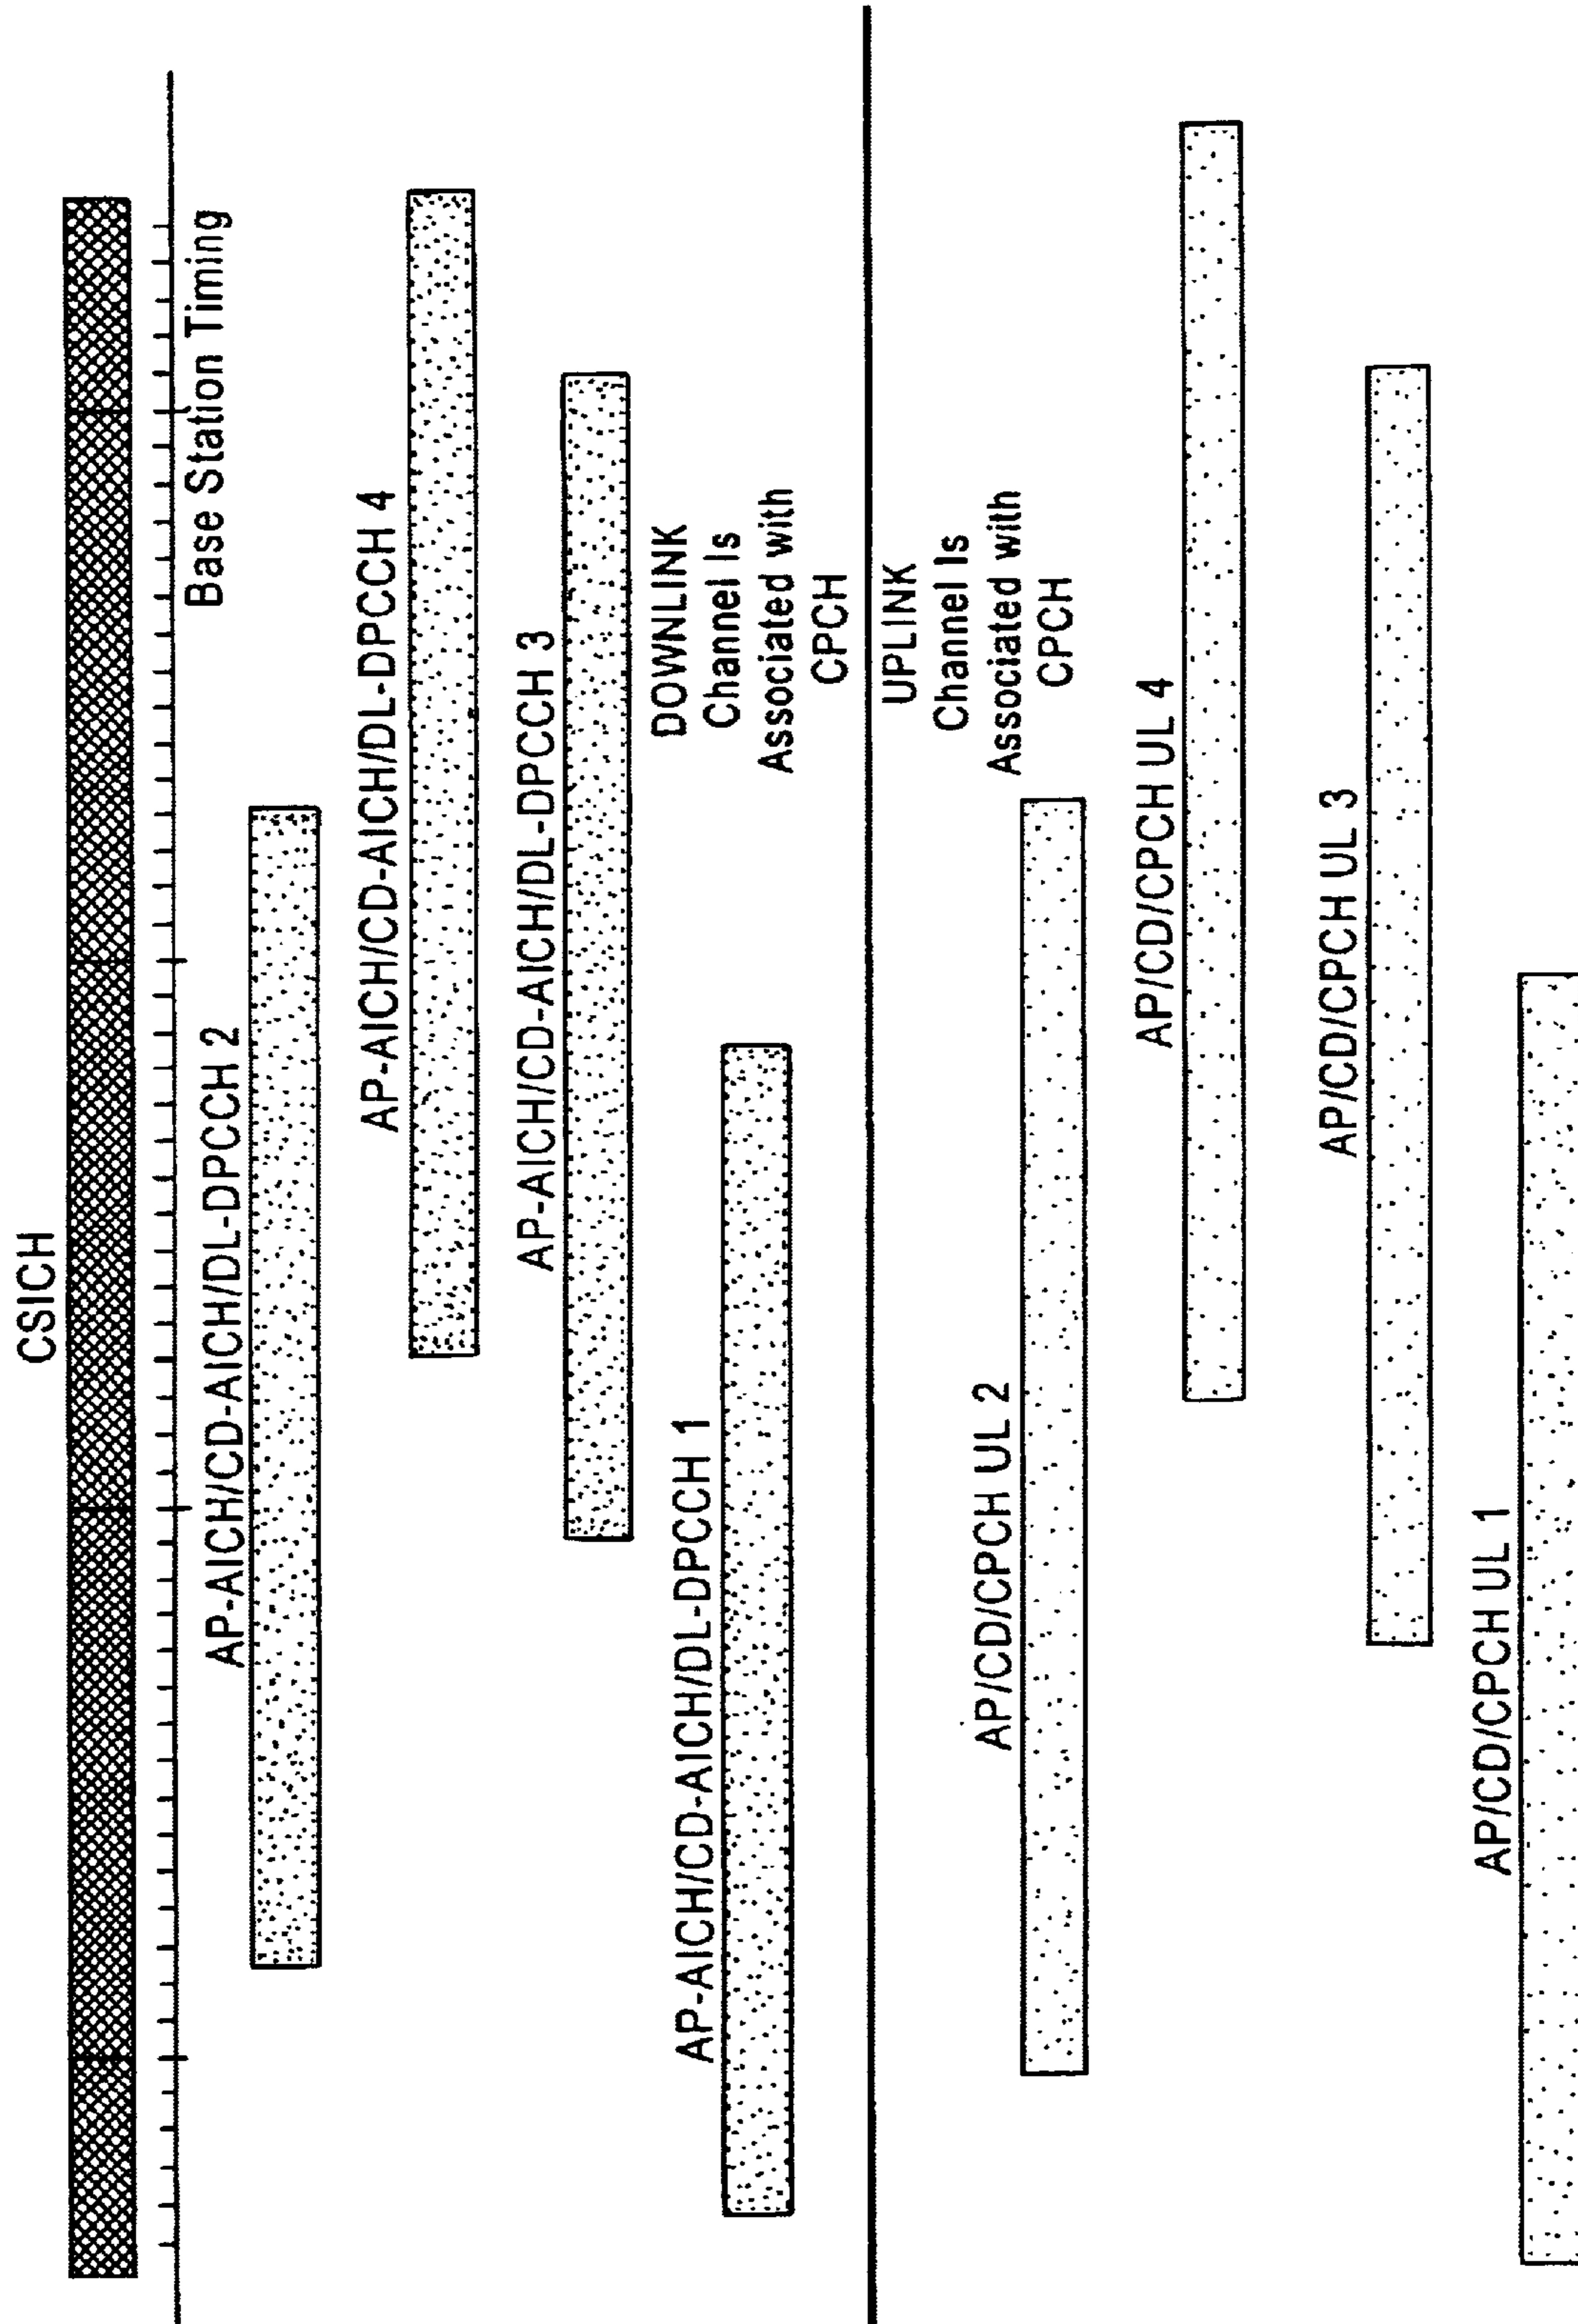 CSICH
Base Station Timing
AP-AICH/CD-AICH/DL-DPCCH 2
AP-AICH/CD-AICH/DL-DPCCH 4
AP-AICH/CD-AICH/DL-DPCCH 3
DOWNLINK
Channel Is
Associated with
CPCH
AP-AICH/CD-AICH/DL-DPCCH 1
UPLINK
Channel Is
Associated with
CPCH
AP/CD/CPCH UL 2
AP/CD/CPCH UL 4
AP/CD/CPCH UL 3
AP/CD/CPCH UL 1